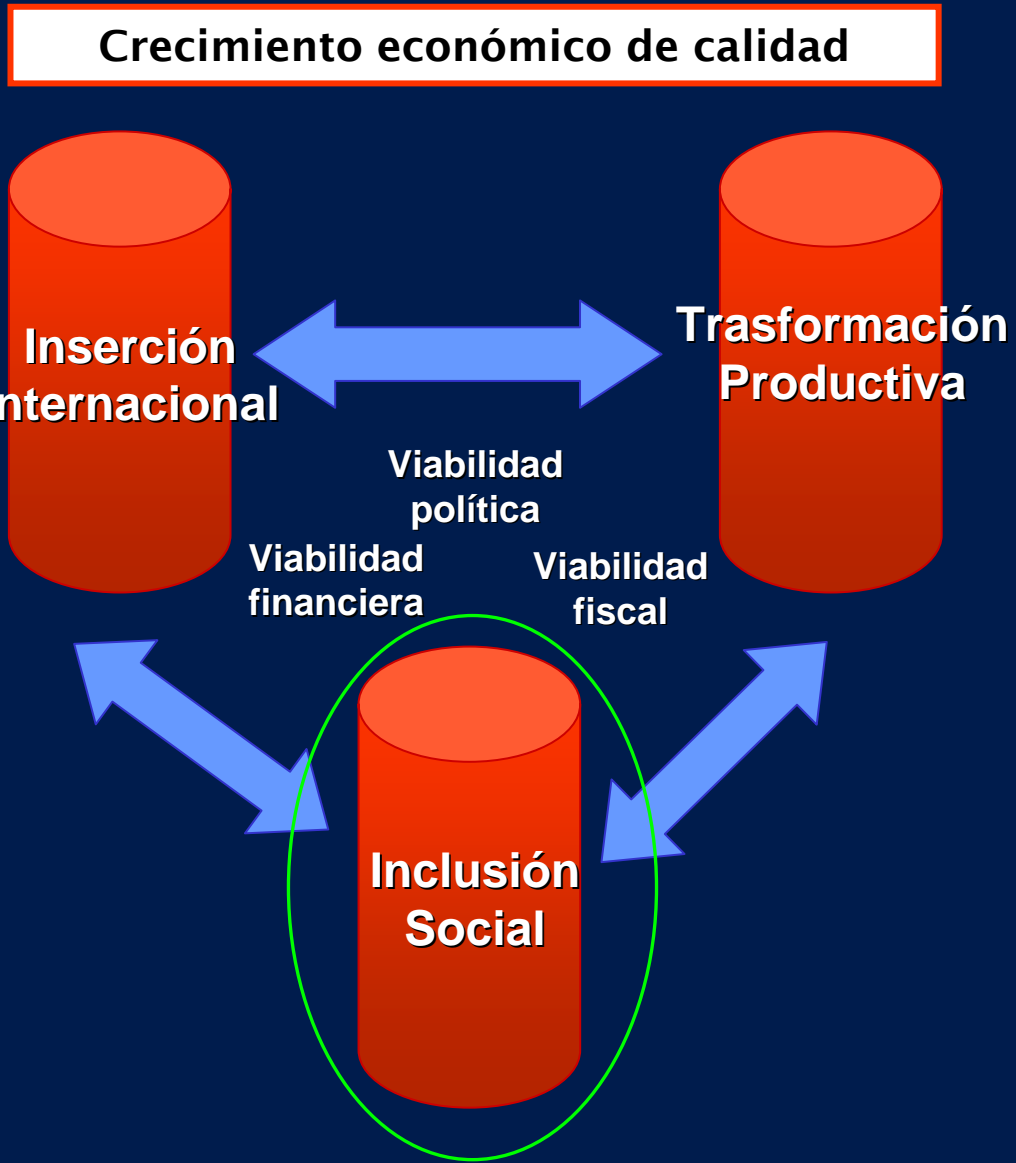 Crecimiento económico de calidad
Inserción
nternacional
Trasformación
Productiva
Viabilidad
política
Viabilidad
financiera
Viabilidad
fiscal
Inclusión
Social